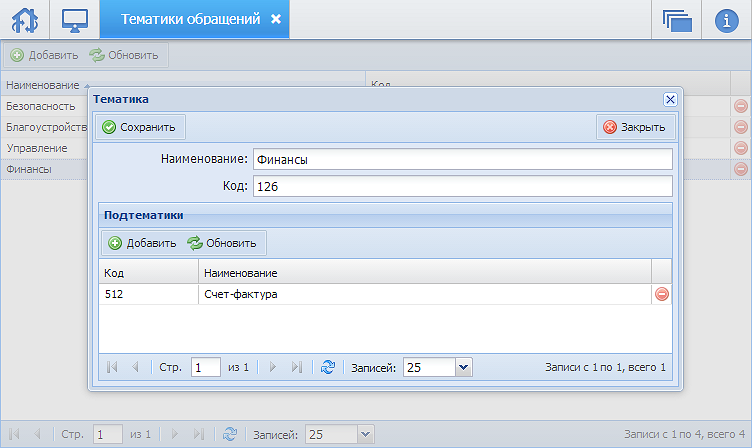 Тематики обращений
Добавить Обновить
Наименование Код
Безопасность
Благоустройств
Управление
Финансы
Тематика
Сохранить Закрыть
Наименование: Финансы
Код: 126
Подтематики
Добавить Обновить
Код Наименование
512 Счет-фактура
Стр. 1 из 1 Записей: 25 Записи с 1 по 1, всего 1
Стр. 1 из 1 Записей: 25 Записи с 1 по 4, всего 4